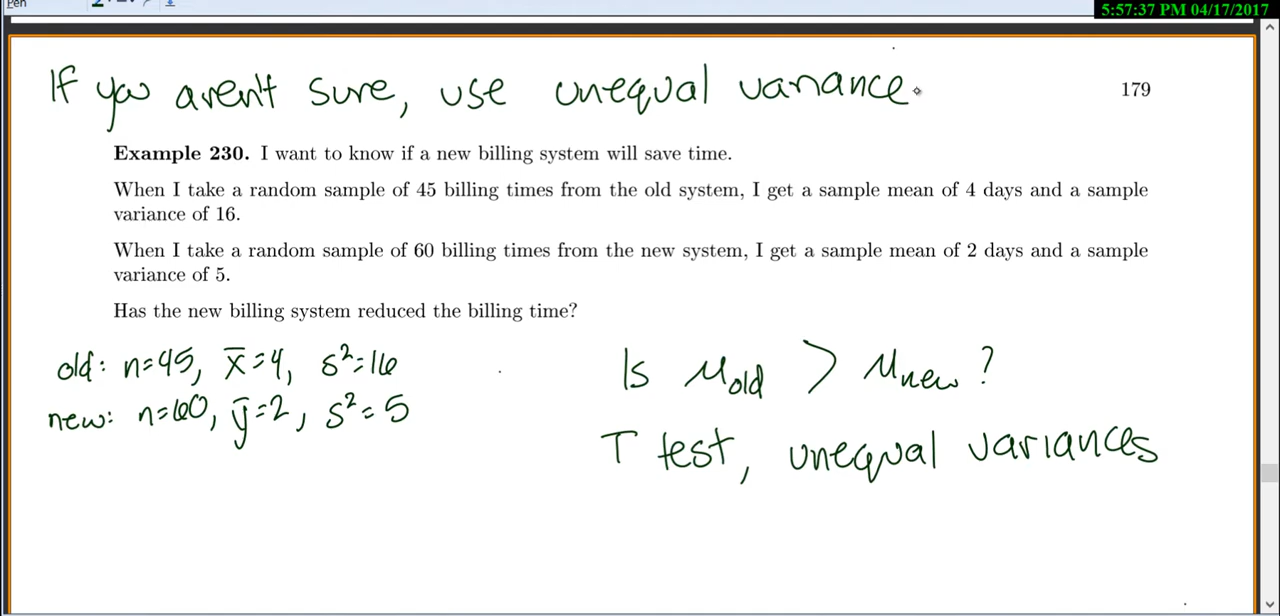 Pen
5:57:37 PM 04/17/2017
If you aren't sure, use unequal variance.
179
Example 230. I want to know if a new billing system will save time.
When I take a random sample of 45 billing times from the old system, I get a sample mean of 4 days and a sample
variance of 16.
When I take a random sample of 60 billing times from the new system, I get a sample mean of 2 days and a sample
variance of 5.
Has the new billing system reduced the billing time?
old: n=45, x̅=4, s²=16
new: n=60, y̅=2, s²=5
Is μold > μnew?
T test, unequal variances